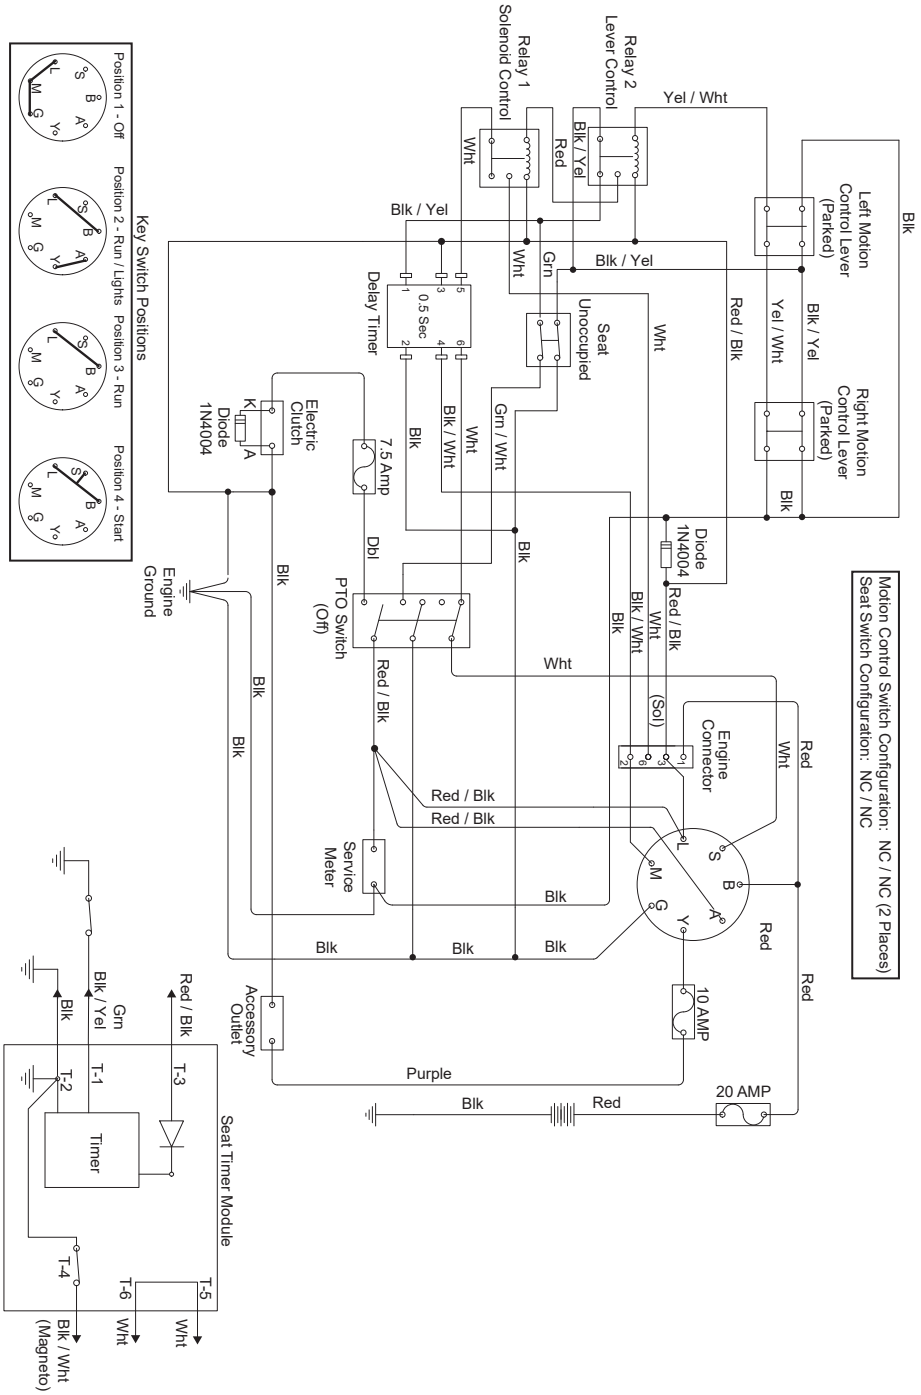 Motion Control Switch Configuration: NC / NC (2 Places)
Seat Switch Configuration: NC / NC
Blk
Yel / Wht
Left Motion
Control Lever
(Parked)
Right Motion
Control Lever
(Parked)
Blk / Yel
Yel / Wht
Blk
Relay 2
Lever Control
Relay 1
Solenoid Control
Blk / Yel
Red
Wht
Blk / Yel
Wht
Grn
Blk / Yel
Seat
Unoccupied
Wht
Red / Blk
Delay Timer
0.5 Sec
1
3
5
2
4
6
Blk
Blk / Wht
Wht
Grn / Wht
Diode
1N4004
Red / Blk
Wht
(Sol)
Blk / Wht
Blk
Engine
Connector
1
3
6
2
Electric
Clutch
K
A
Diode
1N4004
7.5 Amp
Dbl
Blk
PTO Switch
(Off)
Engine
Ground
Blk
Blk
Blk
Red / Blk
Wht
Wht
Red
Red / Blk
Red / Blk
Service
Meter
Blk
S
L
B
M
A
G
Y
Red
Red
Blk
Blk
Blk
10 AMP
Accessory
Outlet
Purple
20 AMP
Red
Blk
Key Switch Positions
Position 1 - Off
L
S
B
M
A
G
Y
Position 2 - Run / Lights
L
S
B
M
A
G
Y
Position 3 - Run
L
S
B
M
A
G
Y
Position 4 - Start
L
S
B
M
A
G
Y
Seat Timer Module
Red / Blk
T-3
Grn
Blk / Yel
T-1
Blk
T-2
Timer
T-4
T-5
T-6
Wht
Wht
Blk / Wht
(Magneto)